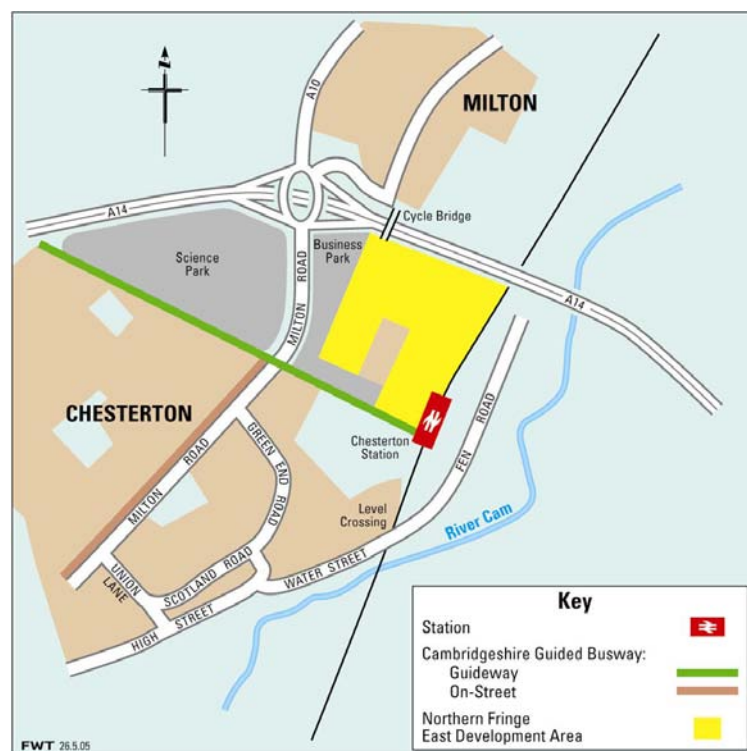 N
A10
MILTON
A14
Cycle Bridge
Science
Park
Business
Park
MILTON ROAD
A14
CHESTERTON
MILTON ROAD
GREEN END
ROAD
Chesterton
Station
FEN ROAD
Level
Crossing
River Cam
UNION
LANE
SCOTLAND ROAD
WATER STREET
HIGH STREET
Key
Station
Cambridgeshire Guided Busway:
Guideway
On-Street
Northern Fringe
East Development Area
FWT 26.5.05